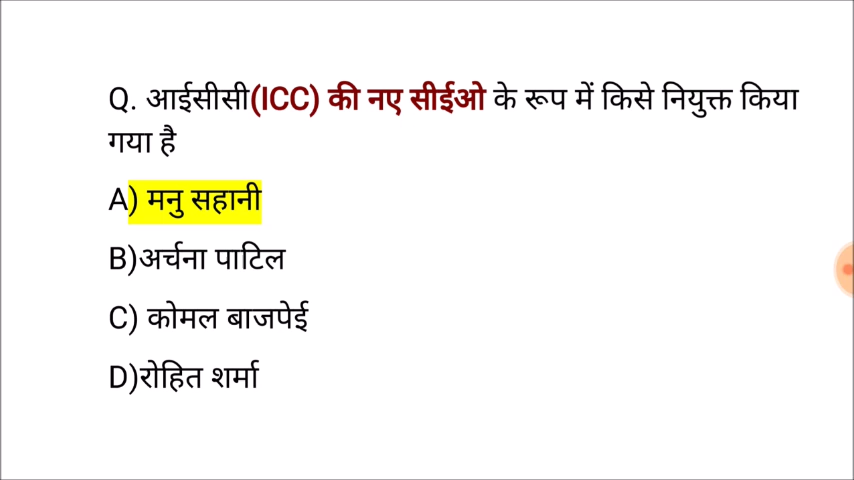 Q. आईसीसी(ICC) की नए सीईओ के रूप में किसे नियुक्त किया
गया है
A) मनु सहानी
B)अर्चना पाटिल
C) कोमल बाजपेई
D)रोहित शर्मा